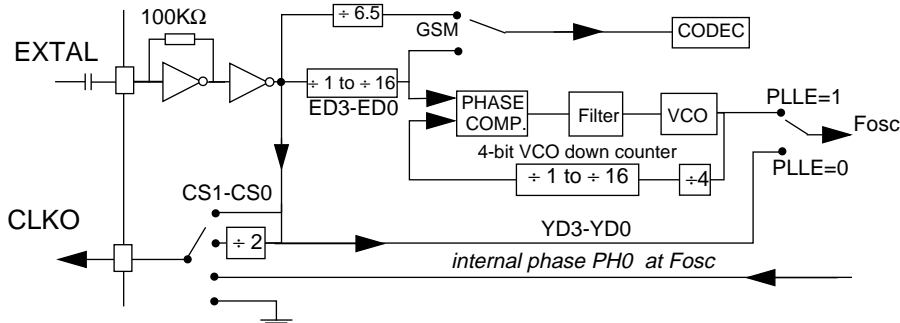 100KΩ
EXTAL
÷ 6.5
GSM
CODEC
÷ 1 to ÷ 16
ED3-ED0
PHASE
COMP.
Filter
VCO
PLLE=1
Fosc
PLLE=0
4-bit VCO down counter
÷ 1 to ÷ 16
÷4
CS1-CS0
CLKO
÷ 2
YD3-YD0
internal phase PH0 at Fosc